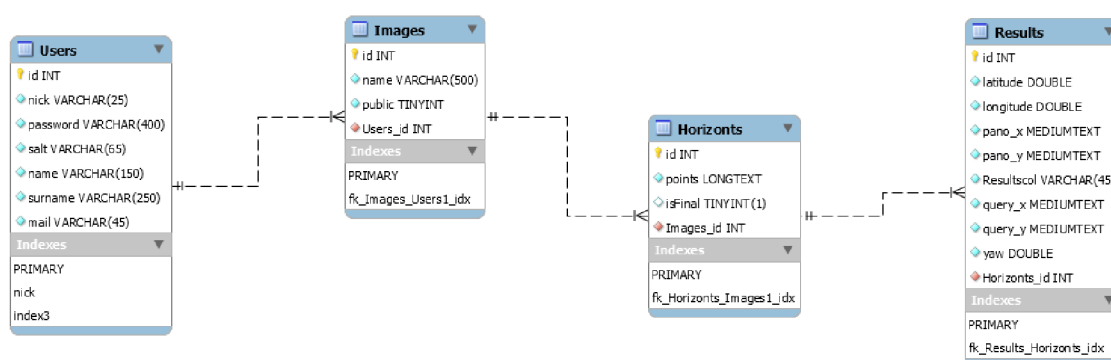 Users
id INT
nick VARCHAR(25)
password VARCHAR(400)
salt VARCHAR(65)
name VARCHAR(150)
surname VARCHAR(250)
mail VARCHAR(45)
Indexes
PRIMARY
nick
index3
Images
id INT
name VARCHAR(500)
public TINYINT
Users_id INT
Indexes
PRIMARY
fk_Images_Users1_idx
Horizonts
id INT
points LONGTEXT
isFinal TINYINT(1)
Images_id INT
Indexes
PRIMARY
fk_Horizonts_Images1_idx
Results
id INT
latitude DOUBLE
longitude DOUBLE
pano_x MEDIUMTEXT
pano_y MEDIUMTEXT
Resultscol VARCHAR(45
query_x MEDIUMTEXT
query_y MEDIUMTEXT
yaw DOUBLE
Horizonts_id INT
Indexes
PRIMARY
fk_Results_Horizonts_idx